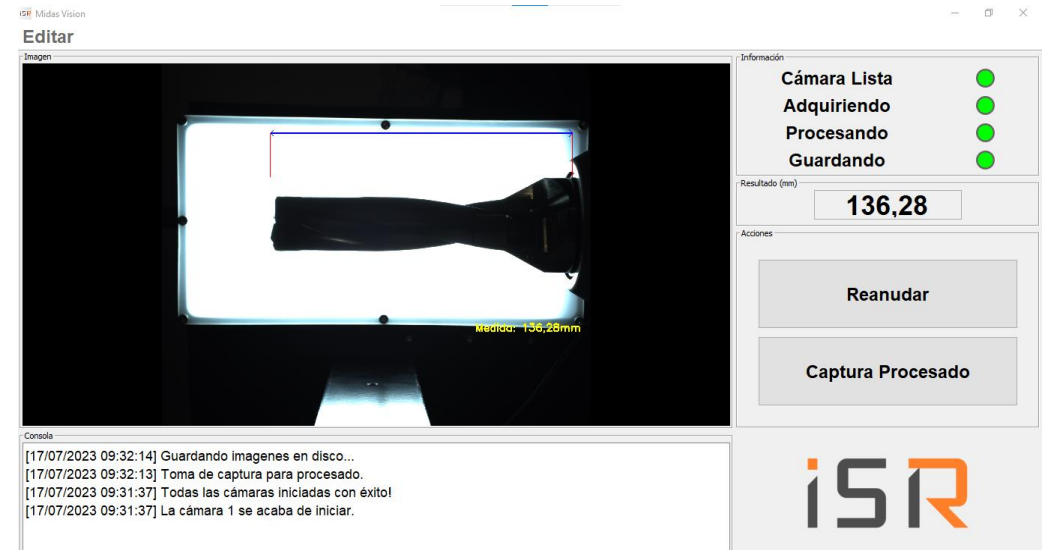 iSR Midas Vision
Editar
Imagen
Medida: 136,28mm
Información
Cámara Lista
Adquiriendo
Procesando
Guardando
Resultado (mm)
136,28
Acciones
Reanudar
Captura Procesado
Consola
[17/07/2023 09:32:14] Guardando imagenes en disco...
[17/07/2023 09:32:13] Toma de captura para procesado.
[17/07/2023 09:31:37] Todas las cámaras iniciadas con éxito!
[17/07/2023 09:31:37] La cámara 1 se acaba de iniciar.
iSR